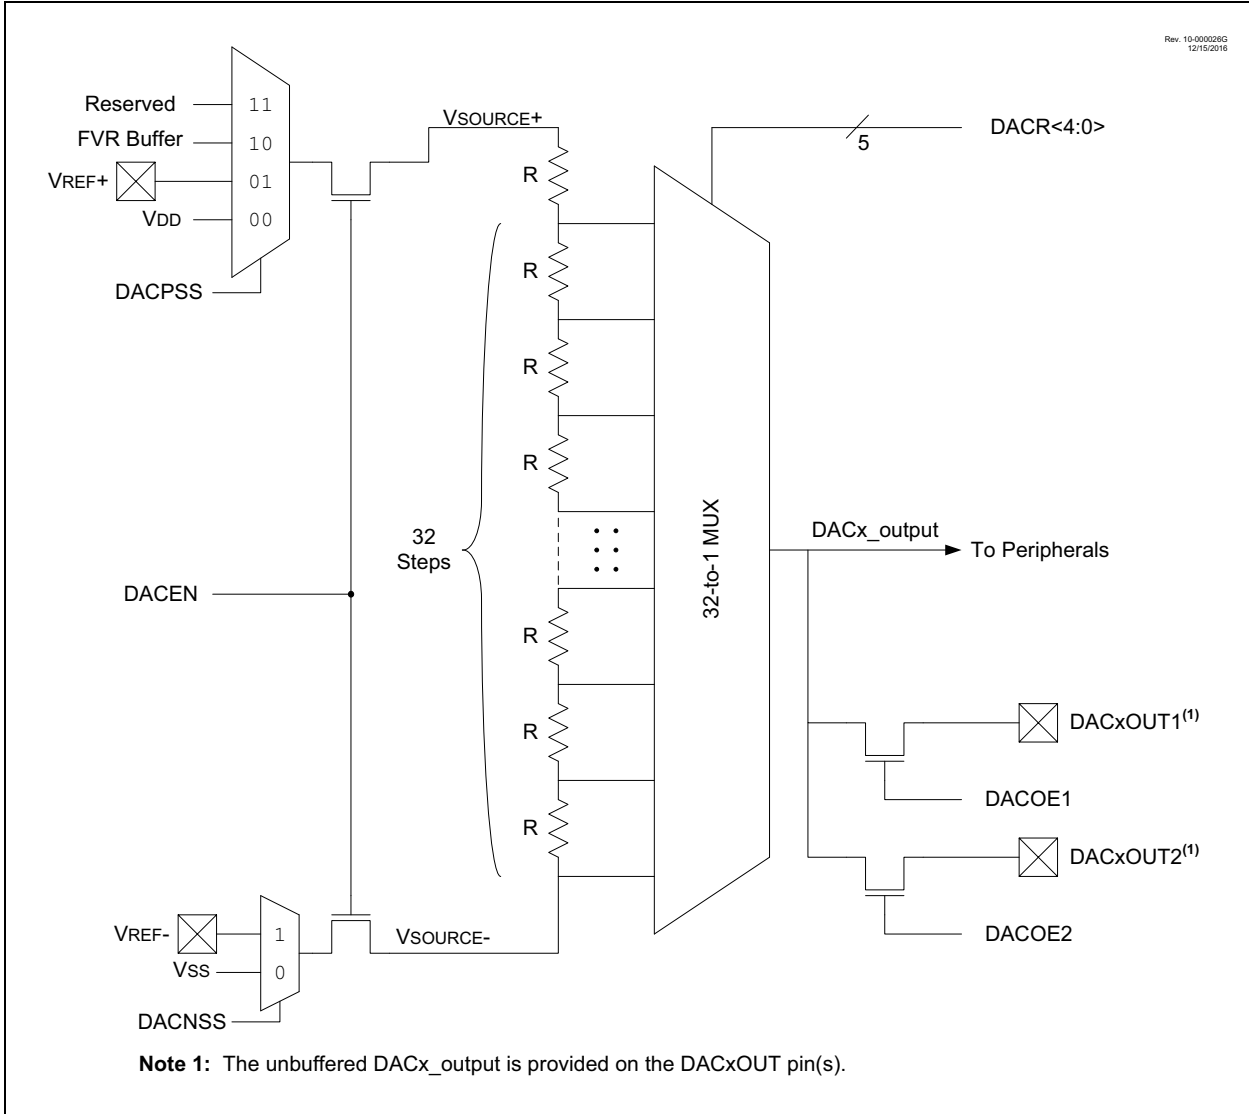 Rev. 10-000026G
12/15/2016
Reserved
11
FVR Buffer
10
VREF+
01
VDD
00
DACPSS
VSOURCE+
R
R
R
R
32
Steps
R
R
R
DACR<4:0>
5
32-to-1 MUX
DACx_output
To Peripherals
DACEN
DACxOUT1(1)
DACOE1
DACxOUT2(1)
DACOE2
VREF-
1
VSS
0
VSOURCE-
DACNSS
Note 1: The unbuffered DACx_output is provided on the DACxOUT pin(s).